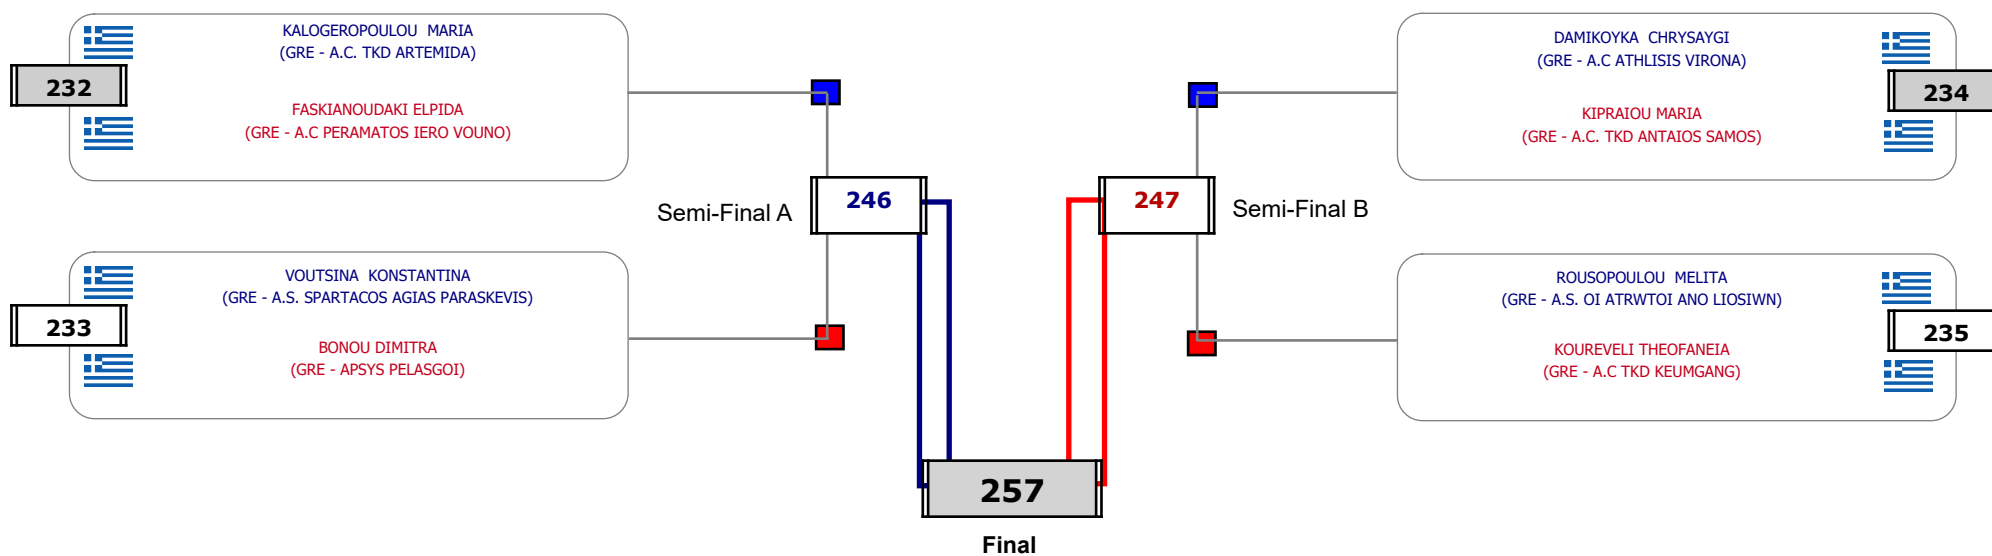 KALOGEROPOULOU MARIA
(GRE - A.C. TKD ARTEMIDA)
232
FASKIANOUDAKI ELPIDA
(GRE - A.C PERAMATOS IERO VOUNO)
DAMIKOYKA CHRYSAYGI
(GRE - A.C ATHLISIS VIRONA)
234
KIPRAIOU MARIA
(GRE - A.C. TKD ANTAIOS SAMOS)
Semi-Final A
246
247
Semi-Final B
VOUTSINA KONSTANTINA
(GRE - A.S. SPARTACOS AGIAS PARASKEVIS)
233
BONOU DIMITRA
(GRE - APSYS PELASGOI)
ROUSOPOULOU MELITA
(GRE - A.S. OI ATRWTOI ANO LIOSIWN)
235
KOUREVELI THEOFANEIA
(GRE - A.C TKD KEUMGANG)
257
Final